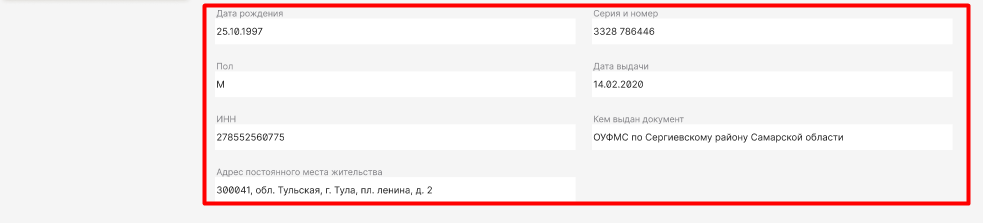 Дата рождения
Серия и номер
25.10.1997
3328 786446
Пол
Дата выдачи
М
14.02.2020
ИНН
Кем выдан документ
278552560775
ОУФМС по Сергиевскому району Самарской области
Адрес постоянного места жительства
300041, обл. Тульская, г. Тула, пл. ленина, д. 2